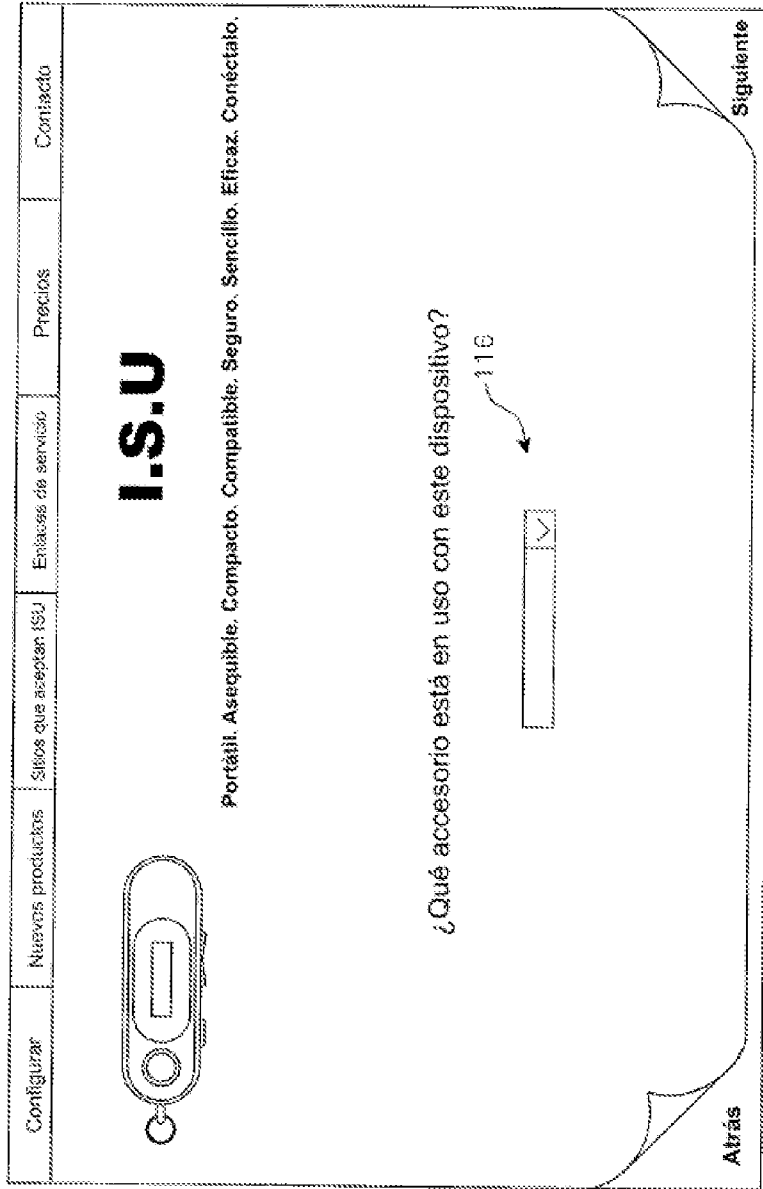 Configurar
Nuevos productos
Sitios que aceptan ISU
Enlaces de servicio
Precios
Contacto
I.S.U
Portátil. Asequible. Compacto. Compatible. Seguro. Sencillo. Eficaz. Conéctalo.
¿Qué accesorio está en uso con este dispositivo?
116
Atrás
Siguiente